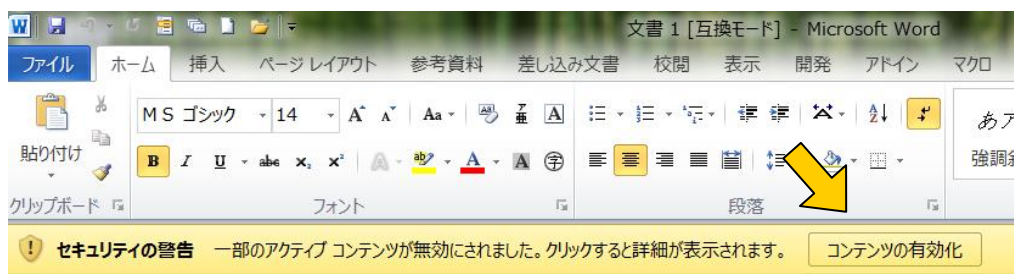 文書 1 [互換モード] - Microsoft Word
ファイル ホーム 挿入 ページ レイアウト 参考資料 差し込み文書 校閲 表示 開発 アドイン マクロ
MS ゴシック 14 A A Aa A
貼り付け B I U abc x₂ x² A ab A A 字 
あア
強調斜
クリップボード フォント 段落
セキュリティの警告 一部のアクティブ コンテンツが無効にされました。クリックすると詳細が表示されます。 コンテンツの有効化